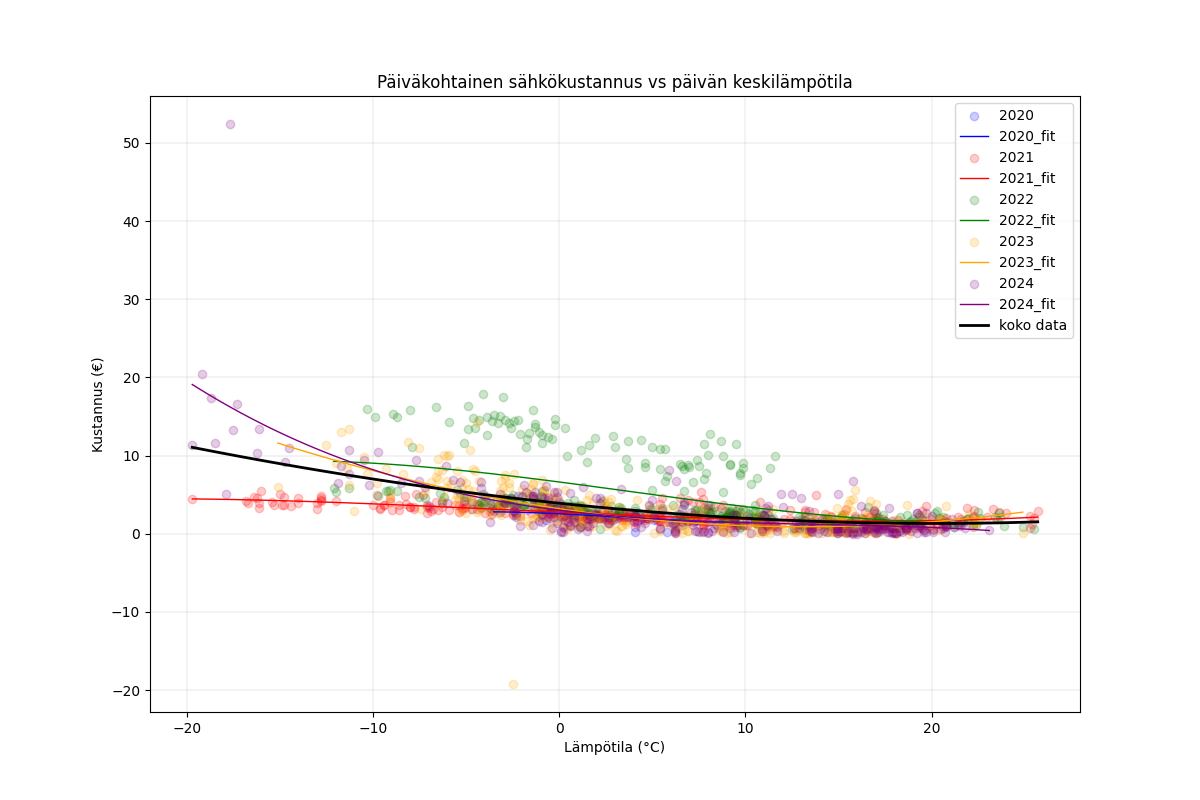 Päiväkohtainen sähkökustannus vs päivän keskilämpötila
Kustannus (€)
50
40
30
20
10
0
−10
−20
−20
−10
0
10
20
Lämpötila (°C)
2020
2020_fit
2021
2021_fit
2022
2022_fit
2023
2023_fit
2024
2024_fit
koko data